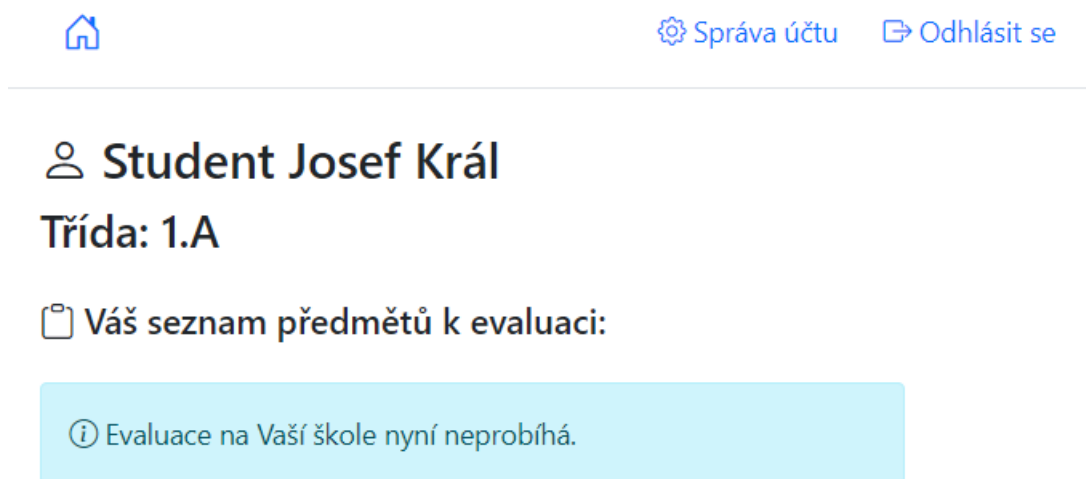 Správa účtu Odhlásit se
Student Josef Král
Třída: 1.A
Váš seznam předmětů k evaluaci:
Evaluace na Vaší škole nyní neprobíhá.